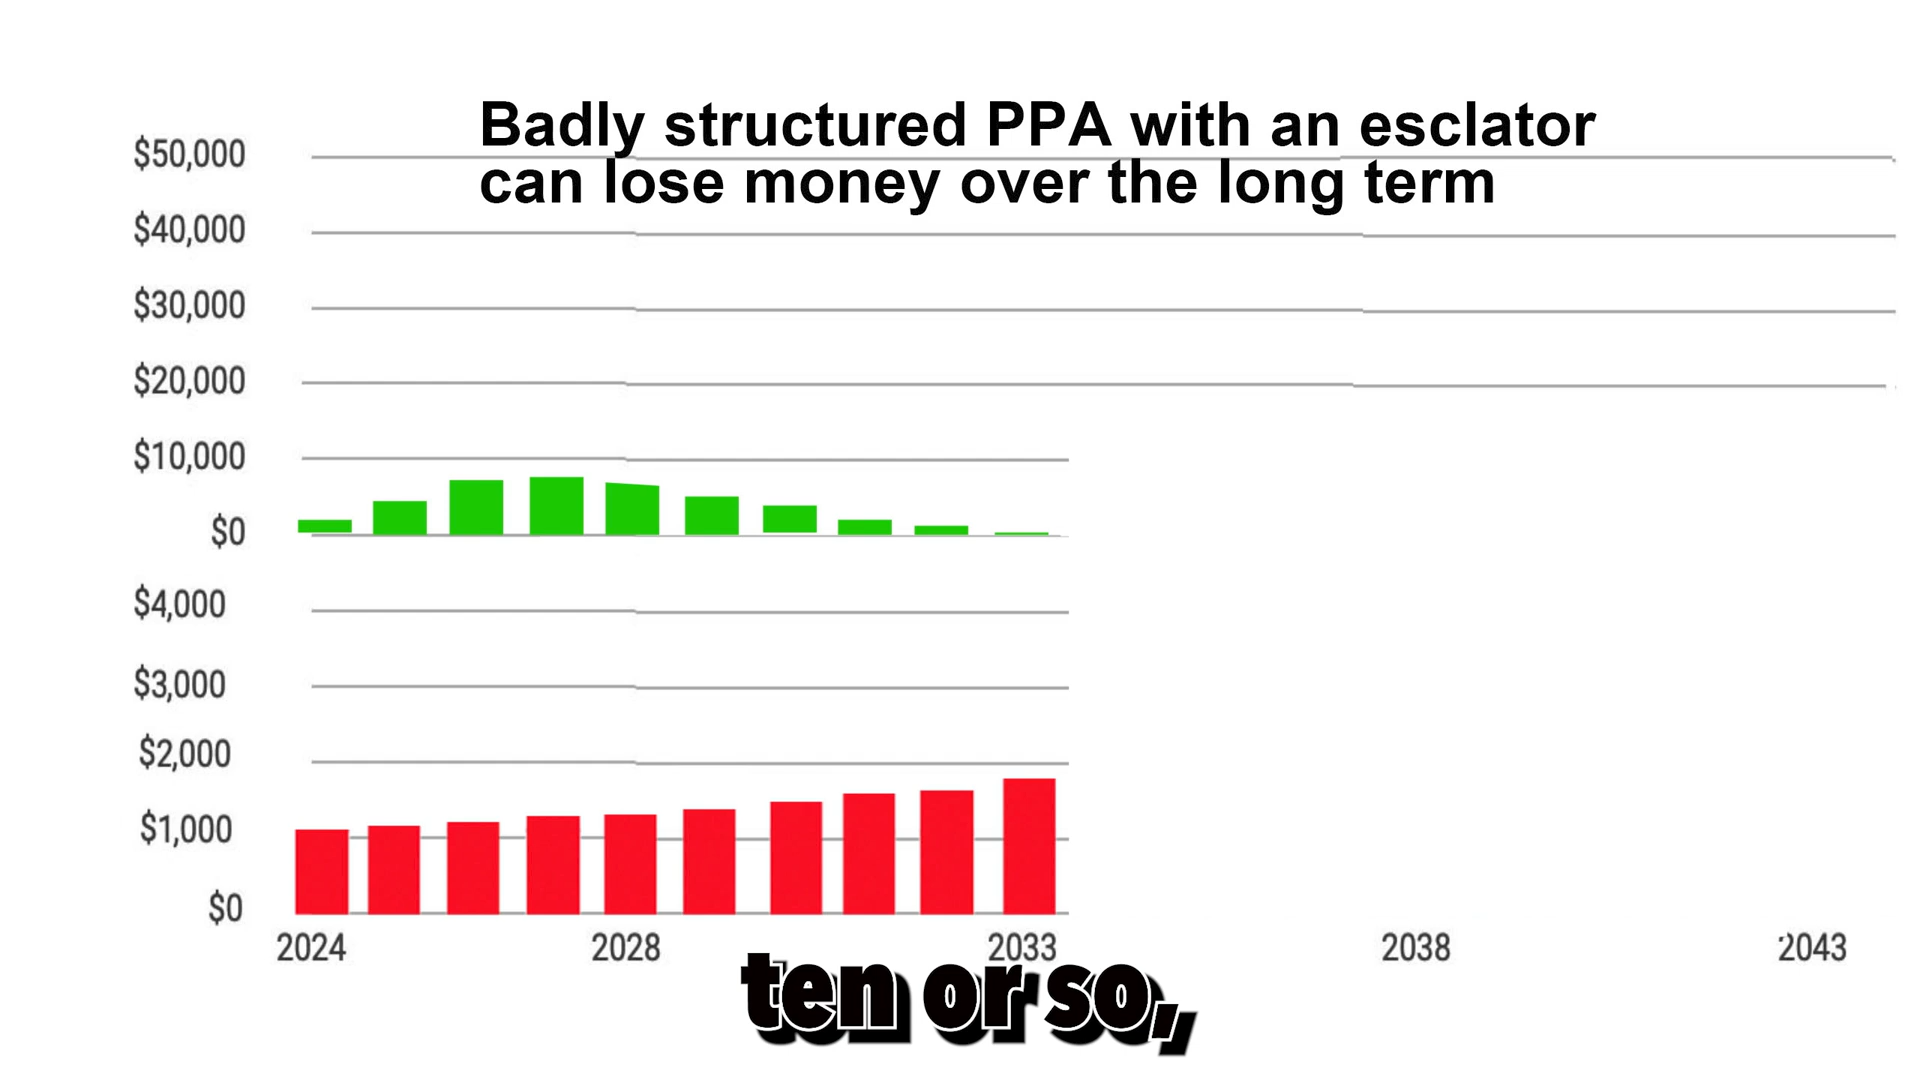 Badly structured PPA with an esclator
can lose money over the long term
$50,000
$40,000
$30,000
$20,000
$10,000
$0
$4,000
$3,000
$2,000
$1,000
$0
2024 2028 2033 2038 2043
ten or so,